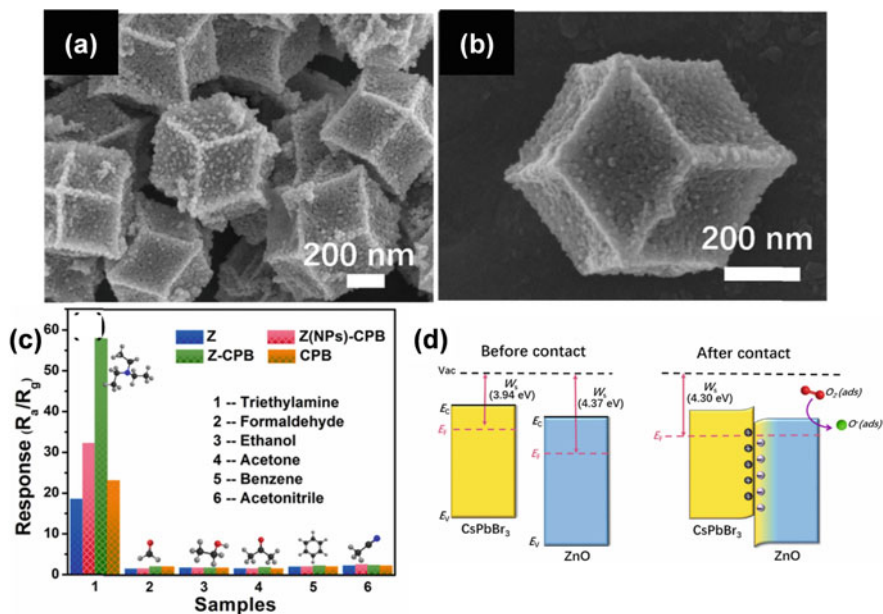 (a)
200 nm
(b)
200 nm
(c)
Response (Ra/Rg)
60
50
40
30
20
10
0
Z
Z(NPs)-CPB
Z-CPB
CPB
1 -- Triethylamine
2 -- Formaldehyde
3 -- Ethanol
4 -- Acetone
5 -- Benzene
6 -- Acetonitrile
1 2 3 4 5 6
Samples
(d)
Before contact
After contact
Vac
Ws
(3.94 eV)
Ws
(4.37 eV)
Ws
(4.30 eV)
O2 (ads)
O- (ads)
EC
EF
EV
CsPbBr3
EC
EF
EV
ZnO
EF
CsPbBr3
ZnO